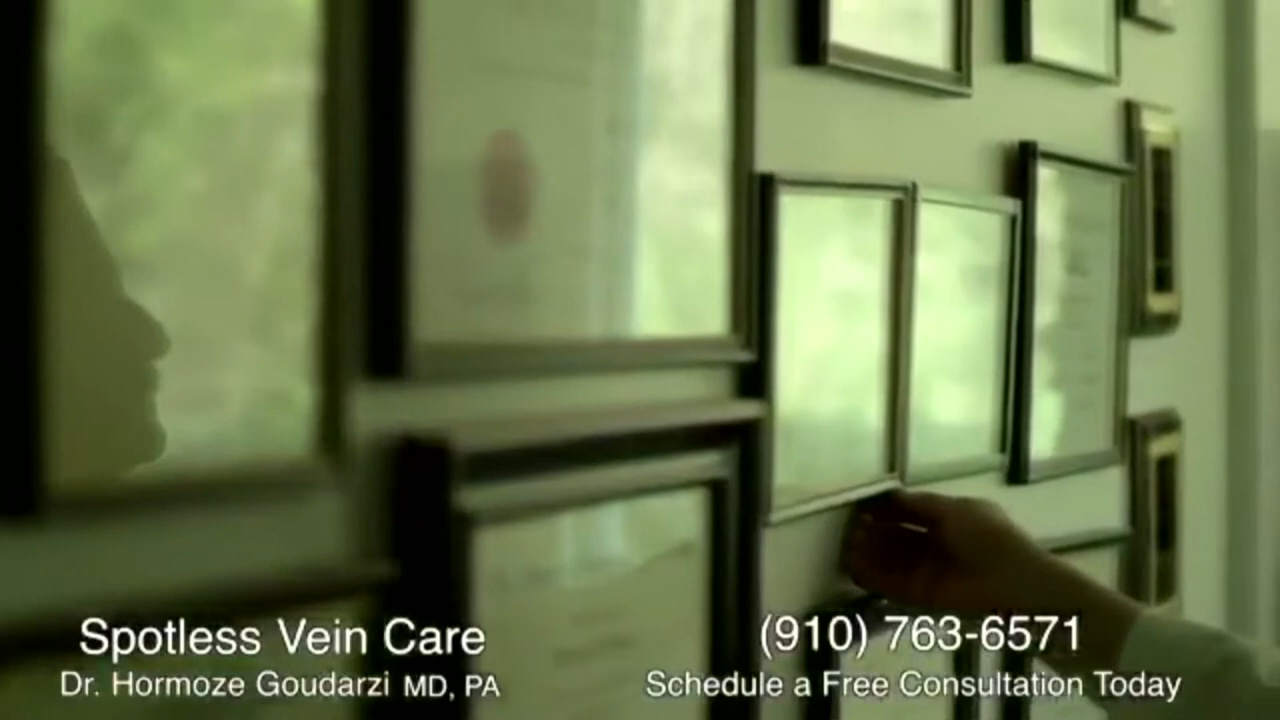 Spotless Vein Care
Dr. Hormoze Goudarzi MD, PA
(910) 763-6571
Schedule a Free Consultation Today